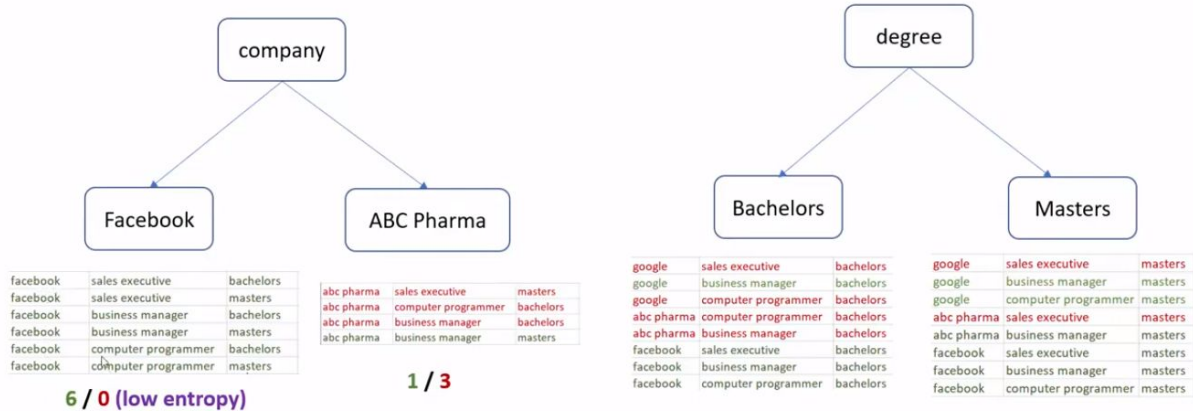 company
degree
Facebook
ABC Pharma
Bachelors
Masters
facebook sales executive bachelors
facebook sales executive masters
facebook business manager bachelors
facebook business manager masters
facebook computer programmer bachelors
facebook computer programmer masters
6 / 0 (low entropy)
abc pharma sales executive masters
abc pharma computer programmer bachelors
abc pharma business manager bachelors
abc pharma business manager masters
1 / 3
google sales executive bachelors
google business manager bachelors
google computer programmer bachelors
abc pharma computer programmer bachelors
abc pharma business manager bachelors
facebook sales executive bachelors
facebook business manager bachelors
facebook computer programmer bachelors
google sales executive masters
google business manager masters
google computer programmer masters
abc pharma sales executive masters
abc pharma business manager masters
facebook sales executive masters
facebook business manager masters
facebook computer programmer masters